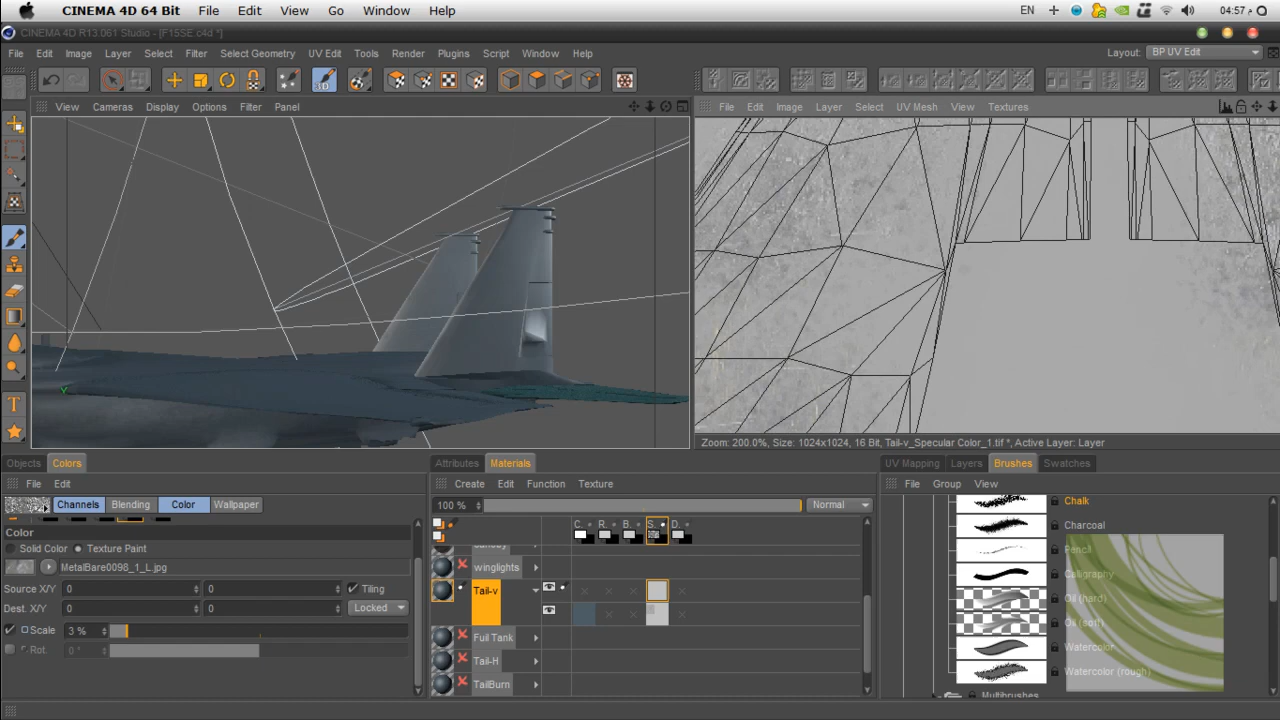 CINEMA 4D 64 Bit File Edit View Go Window Help EN 04:57 م
CINEMA 4D R13.061 Studio - [F15SE.c4d *]
File Edit Image Layer Select Filter Select Geometry UV Edit Tools Render Plugins Script Window Help Layout: BP UV Edit
3D
View Cameras Display Options Filter Panel
File Edit Image Layer Select UV Mesh View Textures
Y
Zoom: 200.0%, Size: 1024x1024, 16 Bit, Tail-v_Specular Color_1.tif *, Active Layer: Layer
Objects Colors
Attributes Materials
UV Mapping Layers Brushes Swatches
File Edit
Create Edit Function Texture
File Group View
Channels Blending Color Wallpaper
100 % Normal
C. R. B. S. D.
Color
Solid Color Texture Paint
MetalBare0098_1_L.jpg
Source X/Y 0 0 Tiling
Dest. X/Y 0 0 Locked
Scale 3 %
Rot. 0 °
winglights
Tail-v
Fuil Tank
Tail-H
TailBurn
Chalk
Charcoal
Pencil
Calligraphy
Oil (hard)
Oil (soft)
Watercolor
Watercolor (rough)
Multibrushes
T